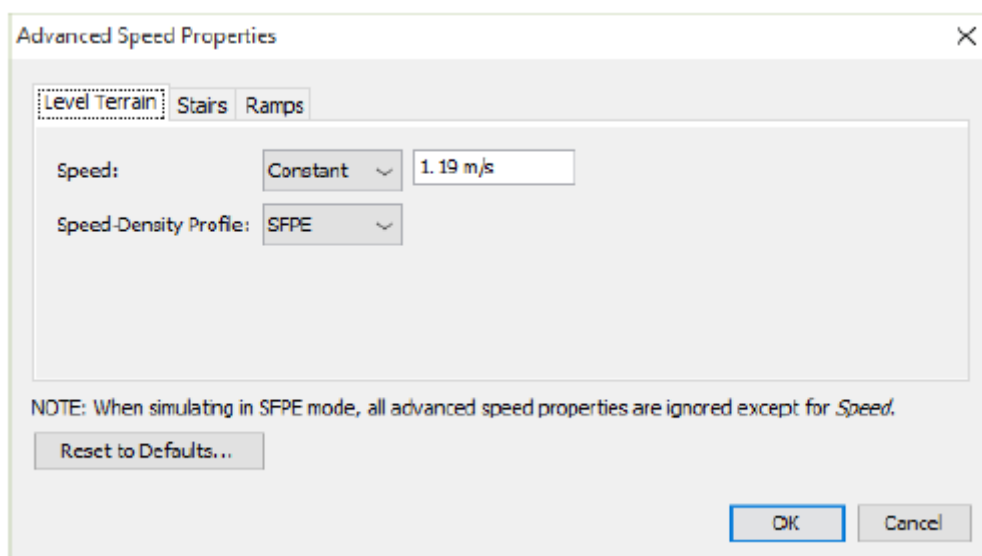 Advanced Speed Properties
Level Terrain Stairs Ramps
Speed: Constant 1.19 m/s
Speed-Density Profile: SFPE
NOTE: When simulating in SFPE mode, all advanced speed properties are ignored except for Speed.
Reset to Defaults...
OK Cancel